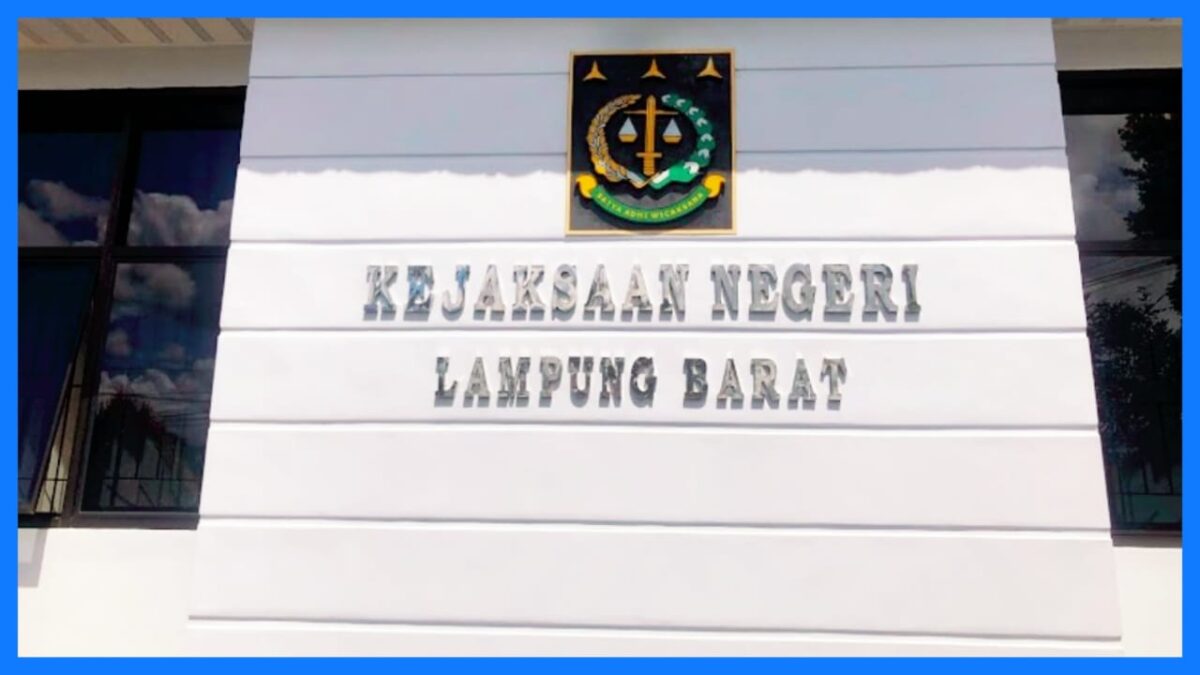 SATYA ADHI WICAKSANA
KEJAKSAAN NEGERI
LAMPUNG BARAT